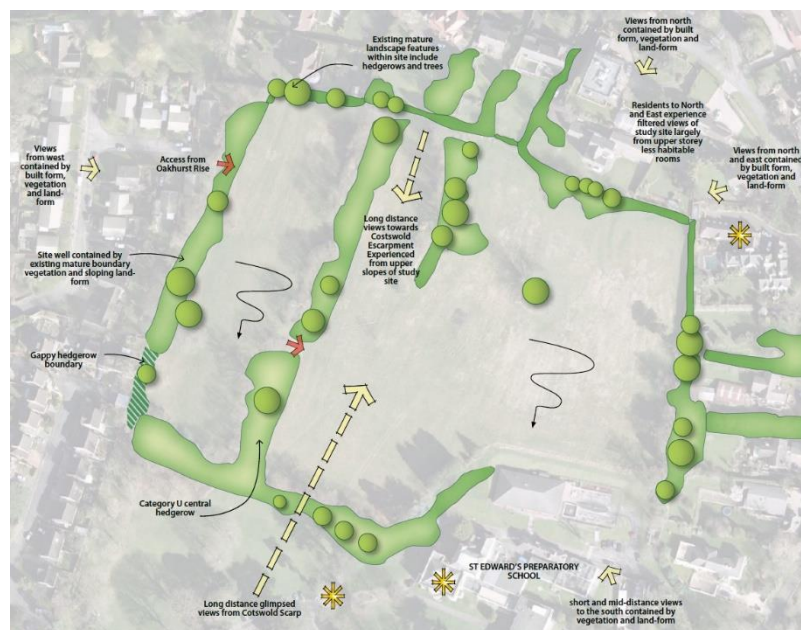 Existing mature
landscape features
within site include
hedgerows and trees
Views from north
contained by built
form, vegetation
and land-form
Views
from west
contained by
built form,
vegetation
and land-
form
Access from
Oakhurst Rise
Residents to North
and East experience
filtered views of
study site largely
from upper storey
less habitable
rooms
Views from north
and east contained
by built form,
vegetation and
land-form
Long distance
views towards
Costswold
Escarpment
Experienced
from upper
slopes of study
site
Site well contained by
existing mature boundary
vegetation and sloping land-
form
Gappy hedgerow
boundary
Category U central
hedgerow
Long distance glimpsed
views from Cotswold Scarp
ST EDWARD'S PREPARATORY
SCHOOL
short and mid-distance views
to the south contained by
vegetation and land-form